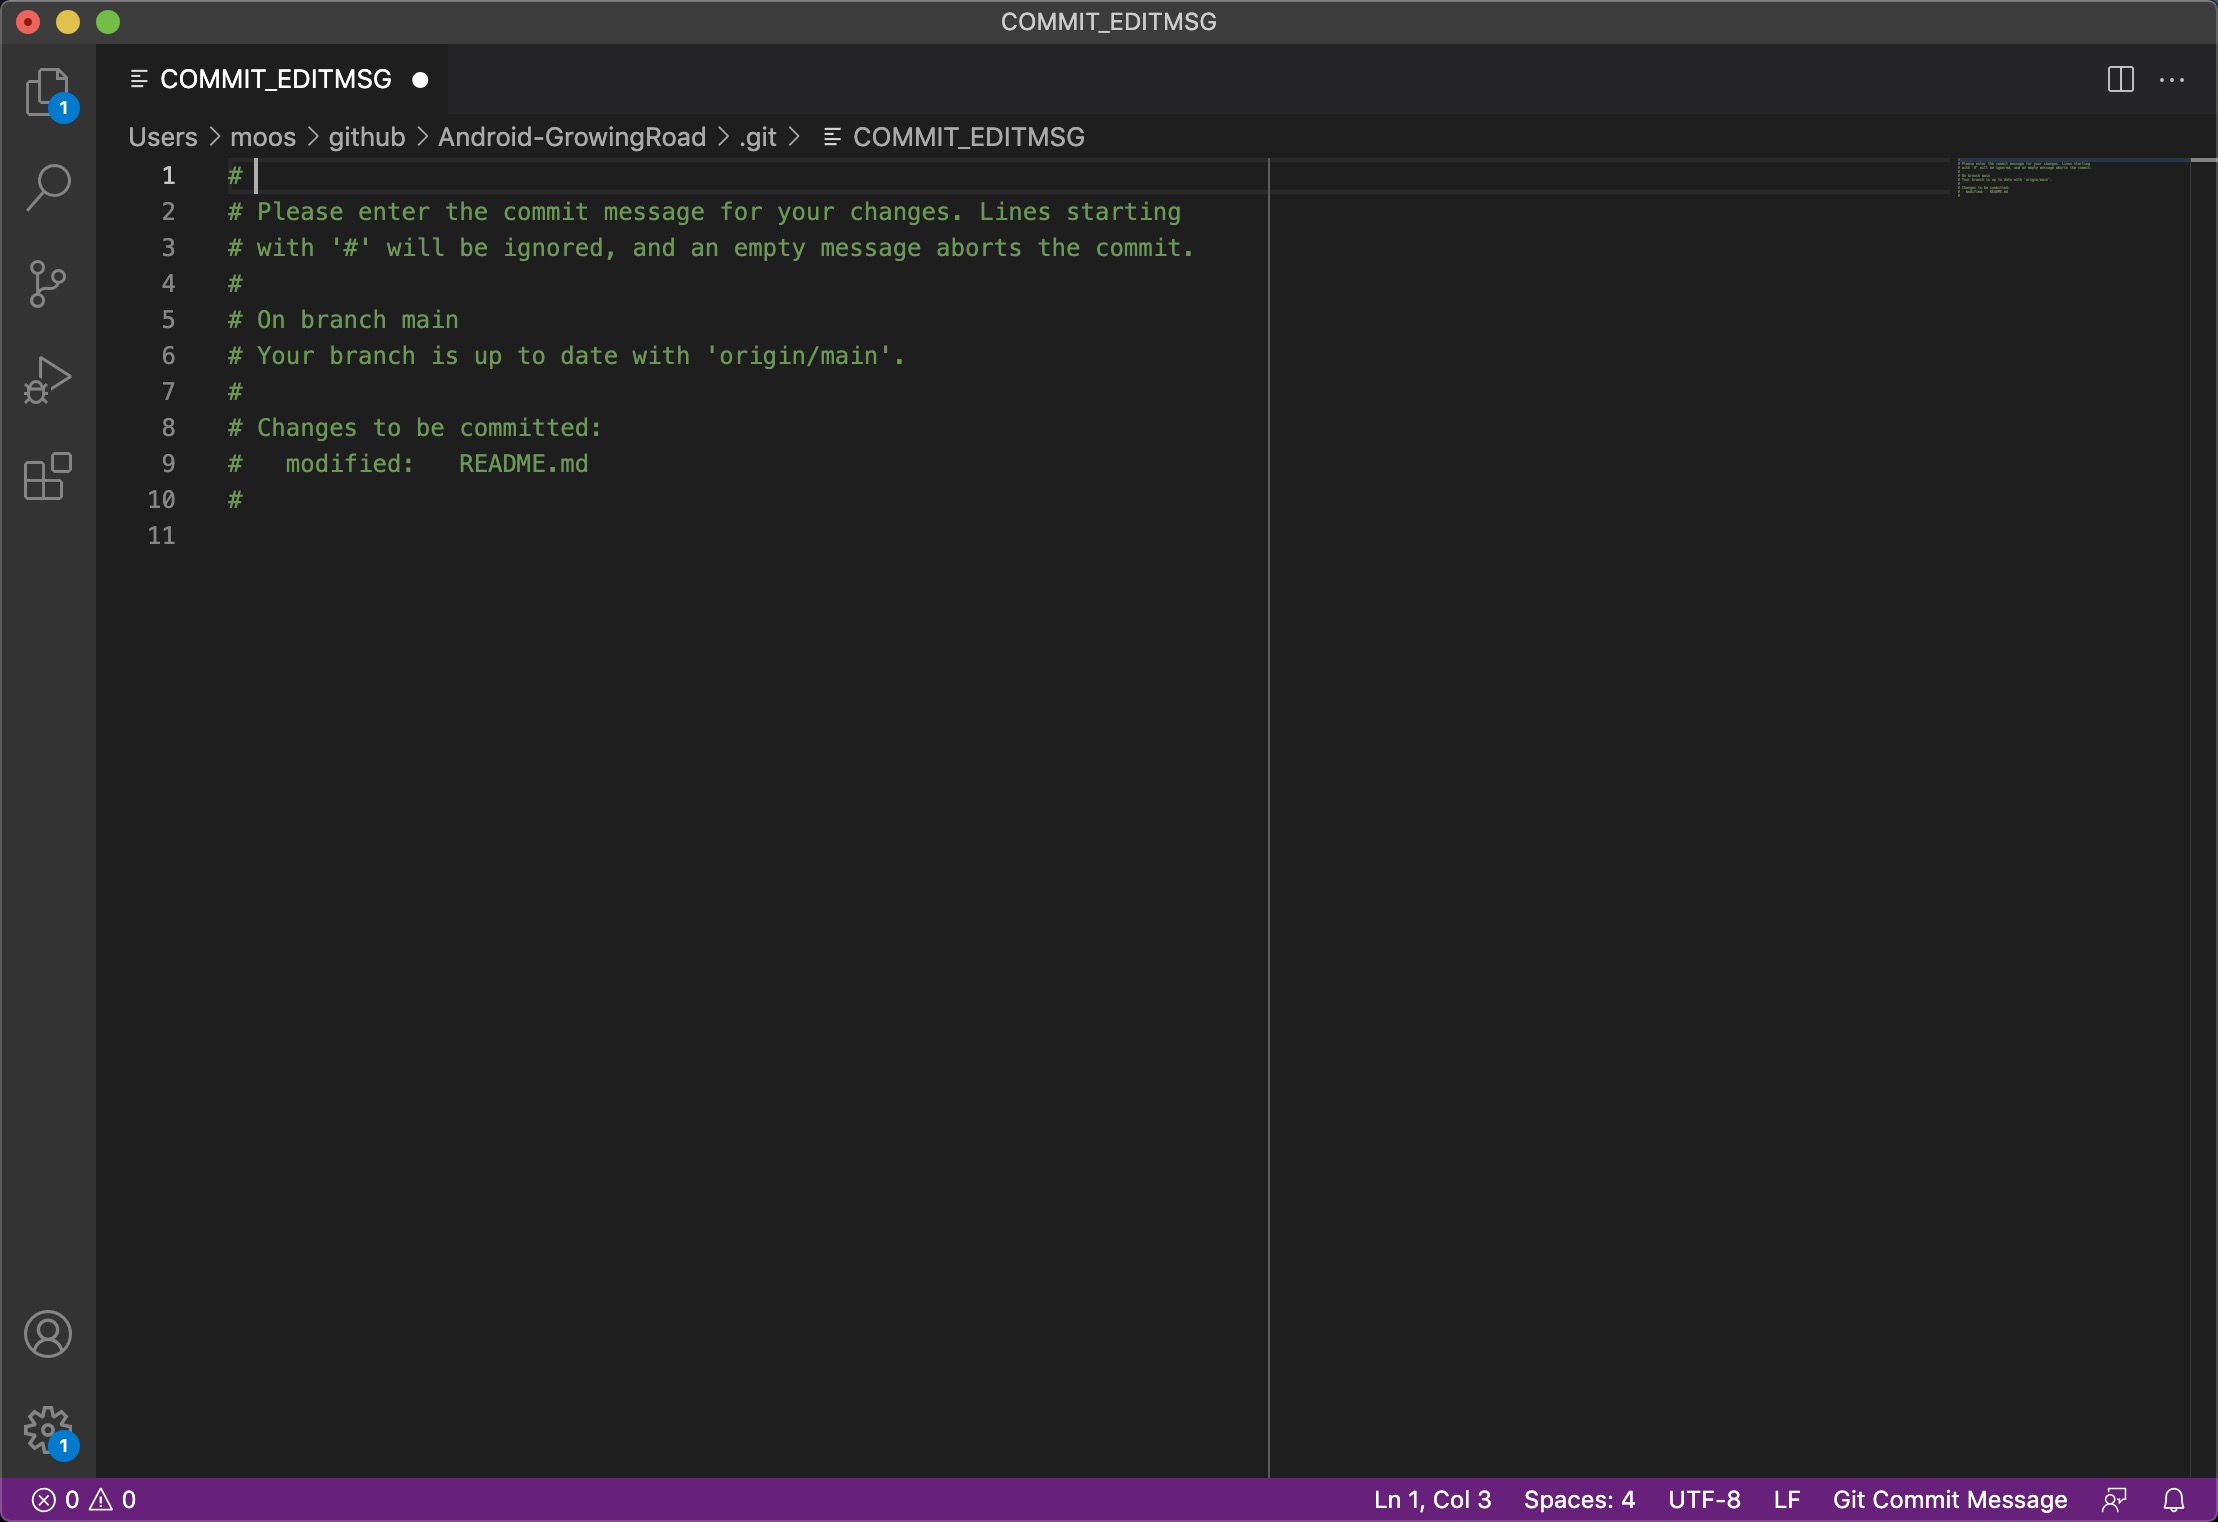 COMMIT_EDITMSG
COMMIT_EDITMSG
1
Users > moos > github > Android-GrowingRoad > .git > COMMIT_EDITMSG
1 #
2 # Please enter the commit message for your changes. Lines starting
3 # with '#' will be ignored, and an empty message aborts the commit.
4 #
5 # On branch main
6 # Your branch is up to date with 'origin/main'.
7 #
8 # Changes to be committed:
9 #   modified:   README.md
10 #
11
1
0 0 Ln 1, Col 3 Spaces: 4 UTF-8 LF Git Commit Message